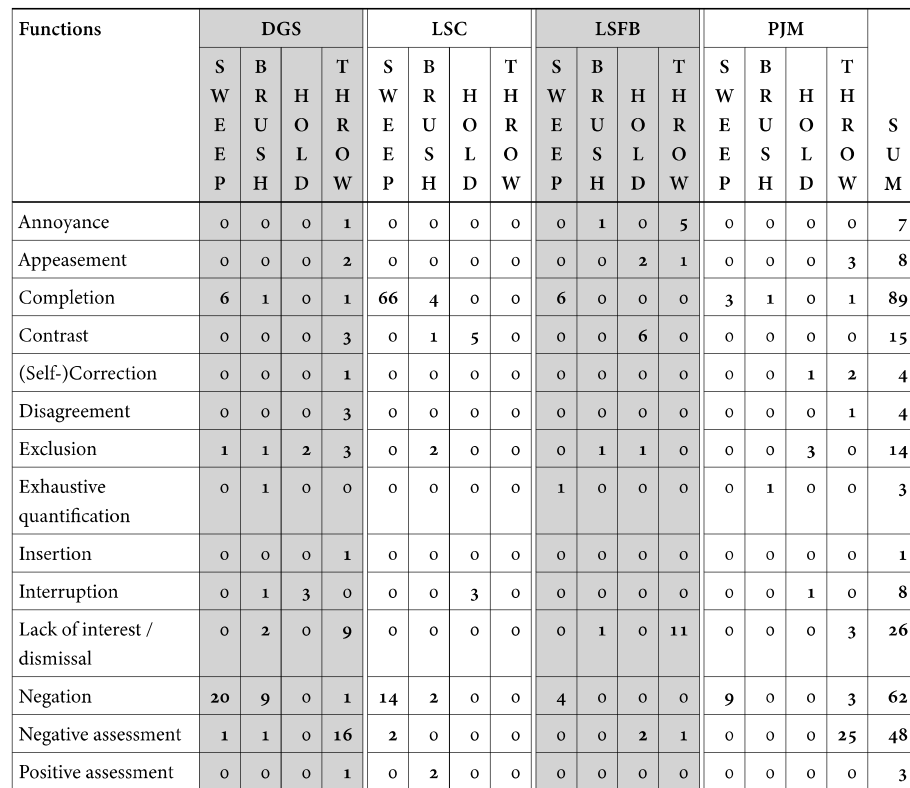 Functions DGS LSC LSFB PJM SUM
SWEEP BRUSH HOLD THROW SWEEP BRUSH HOLD THROW SWEEP BRUSH HOLD THROW SWEEP BRUSH HOLD THROW
Annoyance 0 0 0 1 0 0 0 0 0 1 0 5 0 0 0 0 7
Appeasement 0 0 0 2 0 0 0 0 0 0 2 1 0 0 0 3 8
Completion 6 1 0 1 66 4 0 0 6 0 0 0 3 1 0 1 89
Contrast 0 0 0 3 0 1 5 0 0 0 6 0 0 0 0 0 15
(Self-)Correction 0 0 0 1 0 0 0 0 0 0 0 0 0 0 1 2 4
Disagreement 0 0 0 3 0 0 0 0 0 0 0 0 0 0 0 1 4
Exclusion 1 1 2 3 0 2 0 0 0 1 1 0 0 0 3 0 14
Exhaustive 0 1 0 0 0 0 0 0 1 0 0 0 0 1 0 0 3
quantification
Insertion 0 0 0 1 0 0 0 0 0 0 0 0 0 0 0 0 1
Interruption 0 1 3 0 0 0 3 0 0 0 0 0 0 0 1 0 8
Lack of interest / 0 2 0 9 0 0 0 0 0 1 0 11 0 0 0 3 26
dismissal
Negation 20 9 0 1 14 2 0 0 4 0 0 0 9 0 0 3 62
Negative assessment 1 1 0 16 2 0 0 0 0 0 2 1 0 0 0 25 48
Positive assessment 0 0 0 1 0 2 0 0 0 0 0 0 0 0 0 0 3